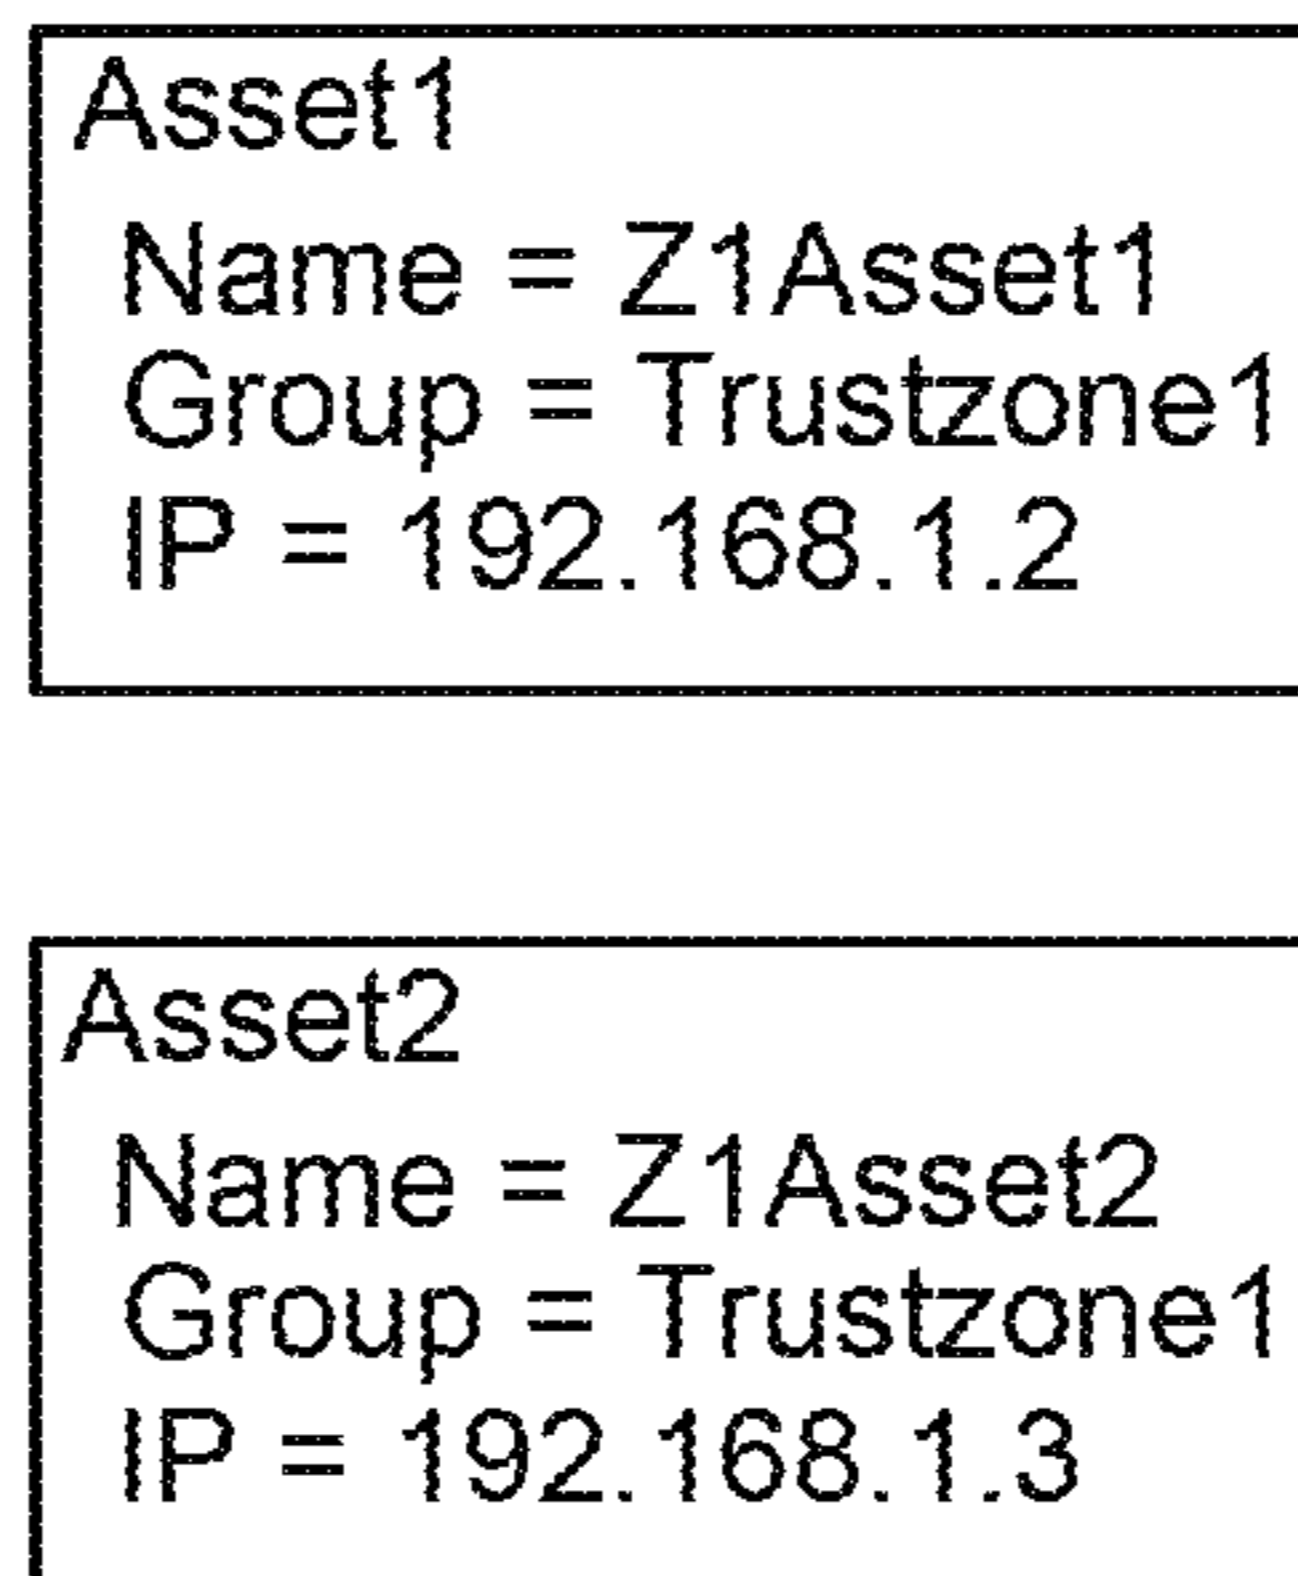 Asset1
Name = Z1Asset1
Group = Trustzone1
IP = 192.168.1.2
Asset2
Name = Z1Asset2
Group = Trustzone1
IP = 192.168.1.3